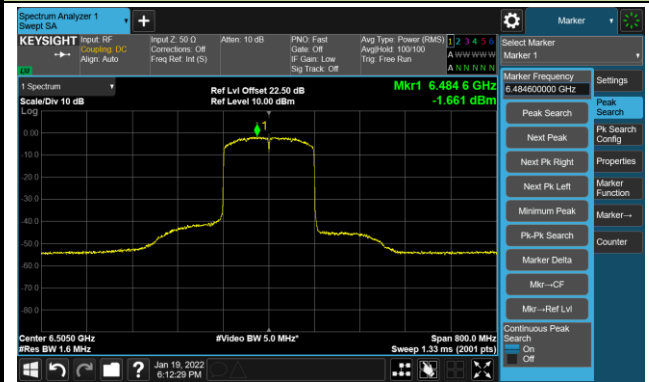 Spectrum Analyzer 1
Swept SA
Marker
KEYSIGHT
Input: RF
Coupling: DC
Align: Auto
Input Z: 50 Ω
Corrections: Off
Freq Ref: Int (S)
Atten: 10 dB
PNO: Fast
Gate: Off
IF Gain: Low
Sig Track: Off
Avg Type: Power (RMS)
Avg|Hold: 100/100
Trig: Free Run
1 2 3 4 5 6
A W W W W W
A N N N N N
Select Marker
Marker 1
1 Spectrum
Scale/Div 10 dB
Log
Ref Lvl Offset 22.50 dB
Ref Level 10.00 dBm
Mkr1 6.484 6 GHz
-1.661 dBm
1
0.00
-10.0
-20.0
-30.0
-40.0
-50.0
-60.0
-70.0
-80.0
Center 6.5050 GHz
#Res BW 1.6 MHz
#Video BW 5.0 MHz*
Span 800.0 MHz
Sweep 1.33 ms (2001 pts)
Marker Frequency
6.484600000 GHz
Peak Search
Next Peak
Next Pk Right
Next Pk Left
Minimum Peak
Pk-Pk Search
Marker Delta
Mkr→CF
Mkr→Ref Lvl
Continuous Peak
Search
On
Off
Settings
Peak
Search
Pk Search
Config
Properties
Marker
Function
Marker→
Counter
?
Jan 19, 2022
6:12:29 PM